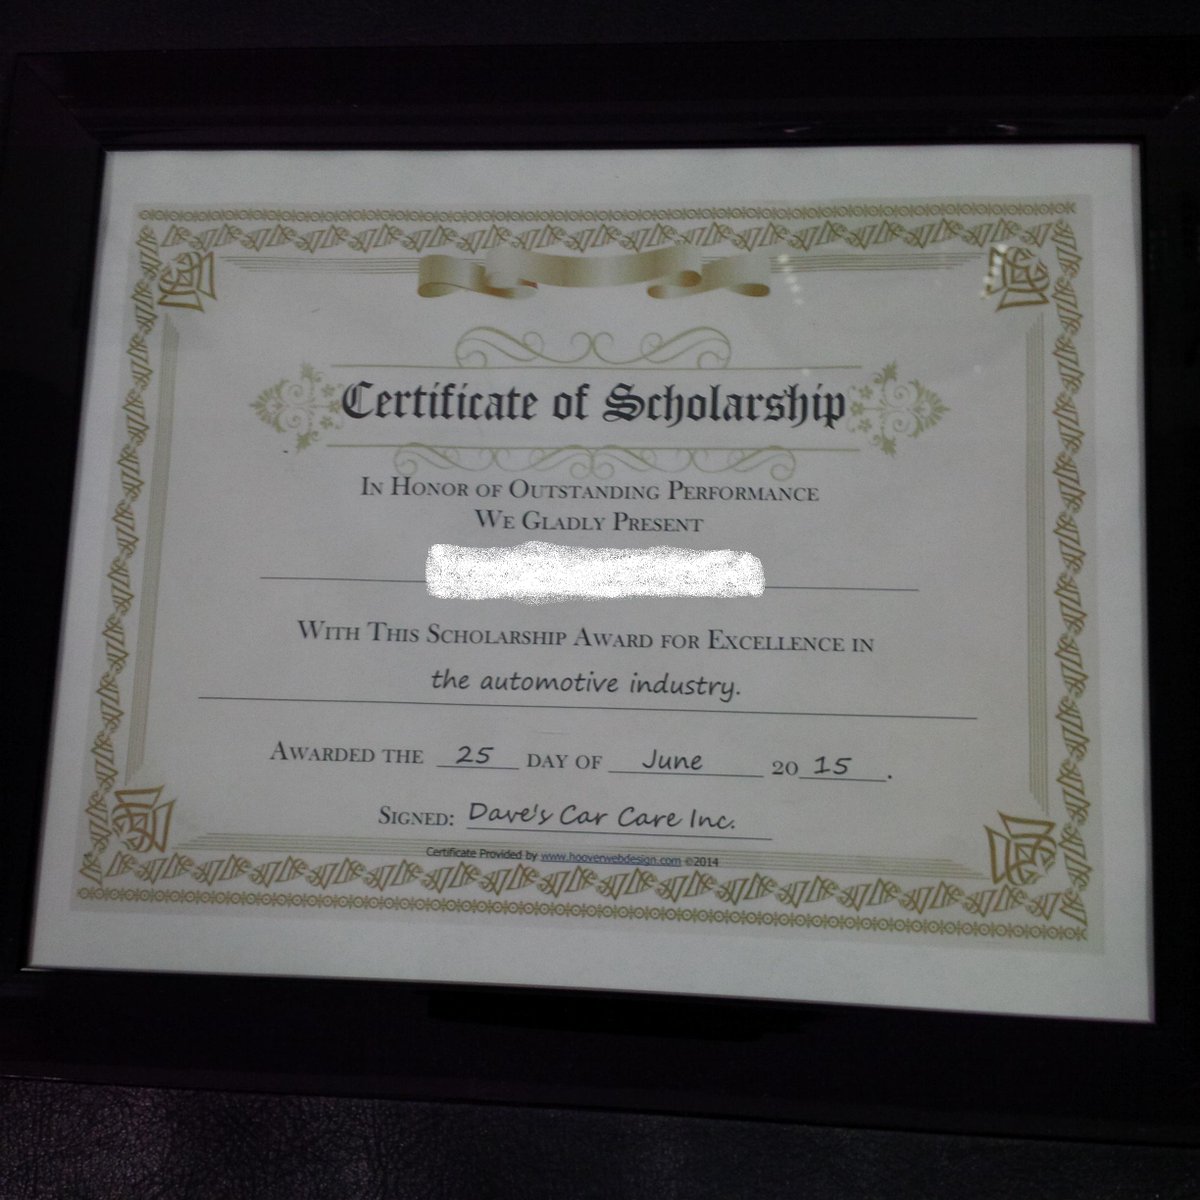 Certificate of Scholarship
In Honor of Outstanding Performance
We Gladly Present
With This Scholarship Award for Excellence in
the automotive industry.
Awarded the 25 day of June 2015.
Signed: Dave's Car Care Inc.
Certificate Provided by www.hooverwebdesign.com ©2014